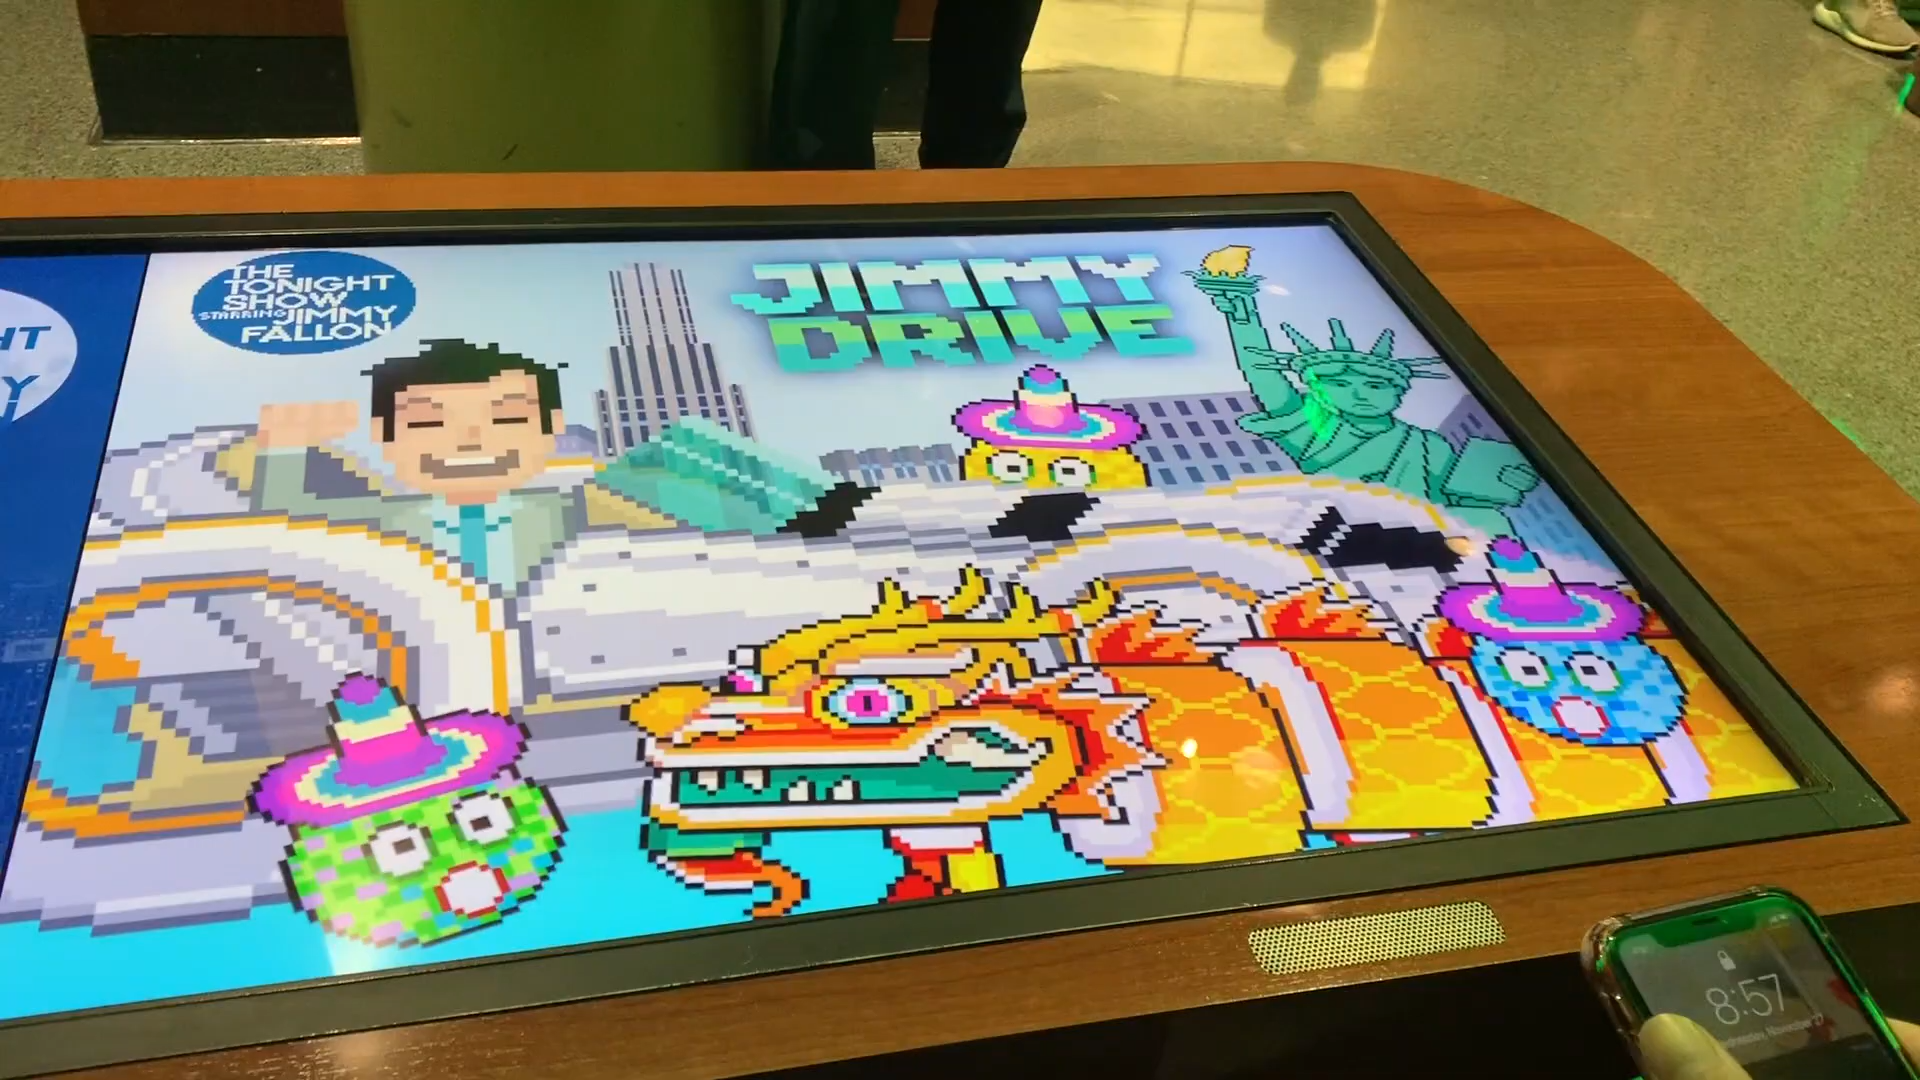 THE
TONIGHT
SHOW
STARRING JIMMY
FALLON
JIMMY
DRIVE
8:57